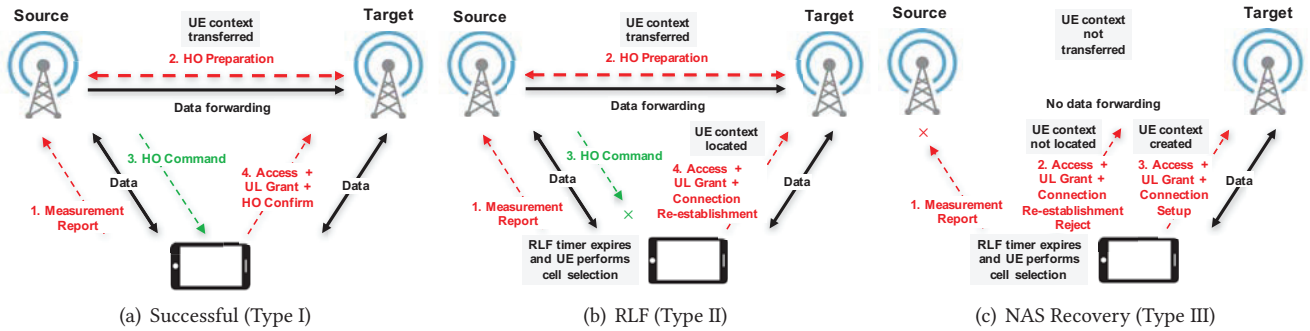 Source
Target
UE context
transferred
2. HO Preparation
Data forwarding
3. HO Command
4. Access +
UL Grant +
HO Confirm
Data
Data
1. Measurement
Report
(a) Successful (Type I)
Source
Target
UE context
transferred
2. HO Preparation
Data forwarding
UE context
located
3. HO Command
4. Access +
UL Grant +
Connection
Re-establishment
Data
Data
1. Measurement
Report
RLF timer expires
and UE performs
cell selection
(b) RLF (Type II)
Source
Target
UE context
not
transferred
No data forwarding
UE context
not located
UE context
created
2. Access +
UL Grant +
Connection
Re-establishment
Reject
3. Access +
UL Grant +
Connection
Setup
Data
1. Measurement
Report
RLF timer expires
and UE performs
cell selection
(c) NAS Recovery (Type III)